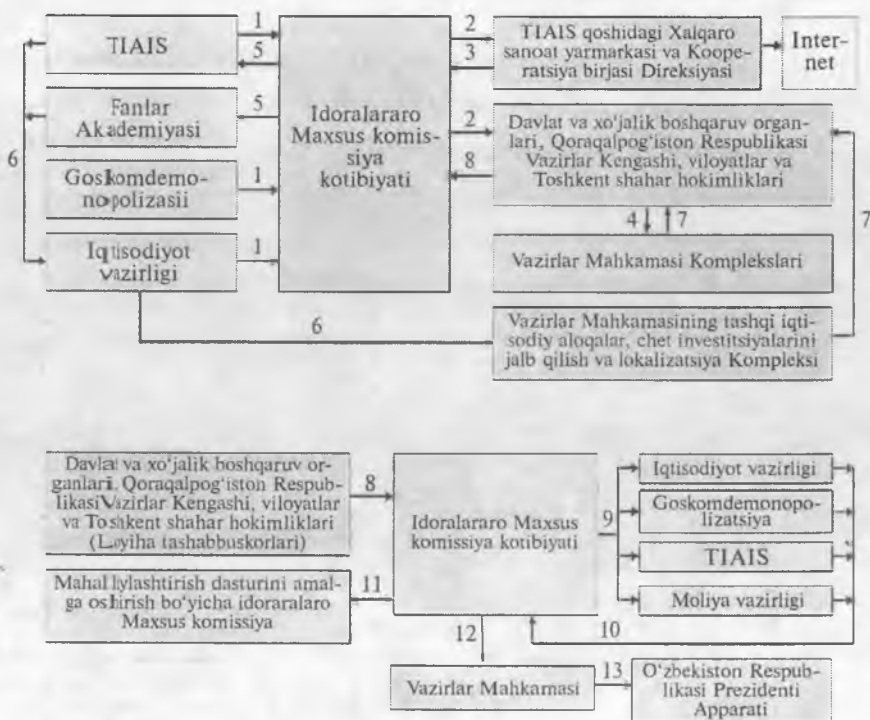 TIAIS
1
5
Fanlar
Akademiyasi
5
6
Goskomdemo-
nopolizasii
1
Iqtisodiyot
vazirligi
1
Idoralararo
Maxsus komis-
siya
kotibiyati
2
3
TIAIS qoshidagi Xalqaro
sanoat yarmarkasi va Koope-
ratsiya birjasi Direksiyasi
Inter-
net
2
8
Davlat va xo‘jalik boshqaruv organ-
lari, Qoraqalpog‘iston Respublikasi
Vazirlar Kengashi, viloyatlar va
Toshkent shahar hokimliklari
4
7
7
Vazirlar Mahkamasi Komplekslari
6
Vazirlar Mahkamasining tashqi iqti-
sodiy aloqalar, chet investitsiyalarini
jalb qilish va lokalizatsiya Kompleksi
Davlat va xo‘jalik boshqaruv or-
ganlari, Qoraqalpog‘iston Respub-
likasi Vazirlar Kengashi, viloyatlar
va Toshkent shahar hokimliklari
(Loyiha tashabbuskorlari)
8
Mahalliylashtirish dasturini amal-
ga oshirish bo‘yicha idoraralaro
Maxsus komissiya
11
Idoralararo Maxsus
komissiya kotibiyati
9
Iqtisodiyot vazirligi
Goskomdemonopo-
lizatsiya
TIAIS
Moliya vazirligi
10
12
Vazirlar Mahkamasi
13
O‘zbekiston Respub-
likasi Prezidenti
Apparati